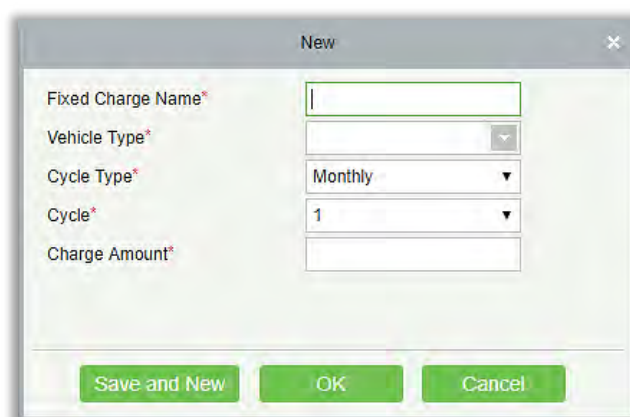 New
Fixed Charge Name*
Vehicle Type*
Cycle Type* Monthly
Cycle* 1
Charge Amount*
Save and New OK Cancel